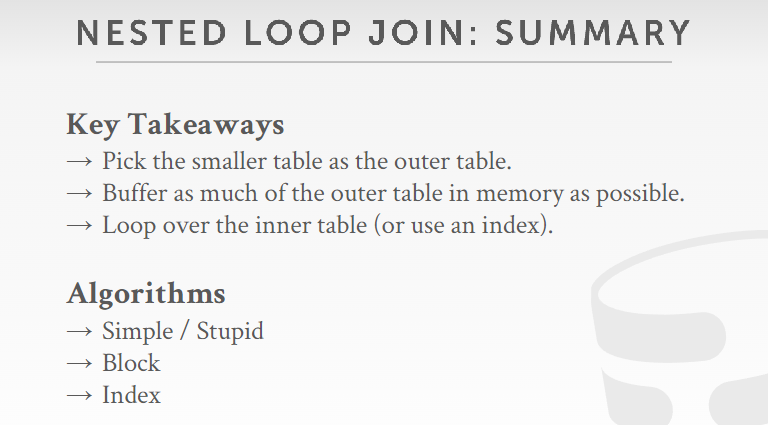 NESTED LOOP JOIN: SUMMARY
Key Takeaways
→ Pick the smaller table as the outer table.
→ Buffer as much of the outer table in memory as possible.
→ Loop over the inner table (or use an index).
Algorithms
→ Simple / Stupid
→ Block
→ Index